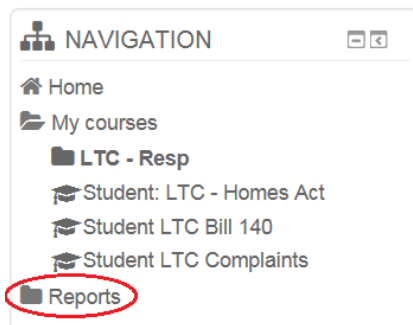 NAVIGATION
Home
My courses
LTC - Resp
Student: LTC - Homes Act
Student LTC Bill 140
Student LTC Complaints
Reports